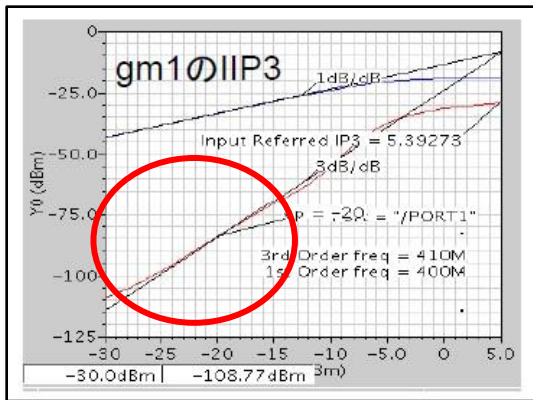 0
gm1のIIP3
1dB/dB
-25.0
Input Referred IP3 = 5.39273
-50.0
3dB/dB
Y0 (dBm)
-75.0
= -20
= "/PORT1"
3rd Order freq = 410M
1st Order freq = 400M
-100
-125
-30 -25 -20 -15 -10 -5.0 0 5.0
-30.0dBm -108.77dBm